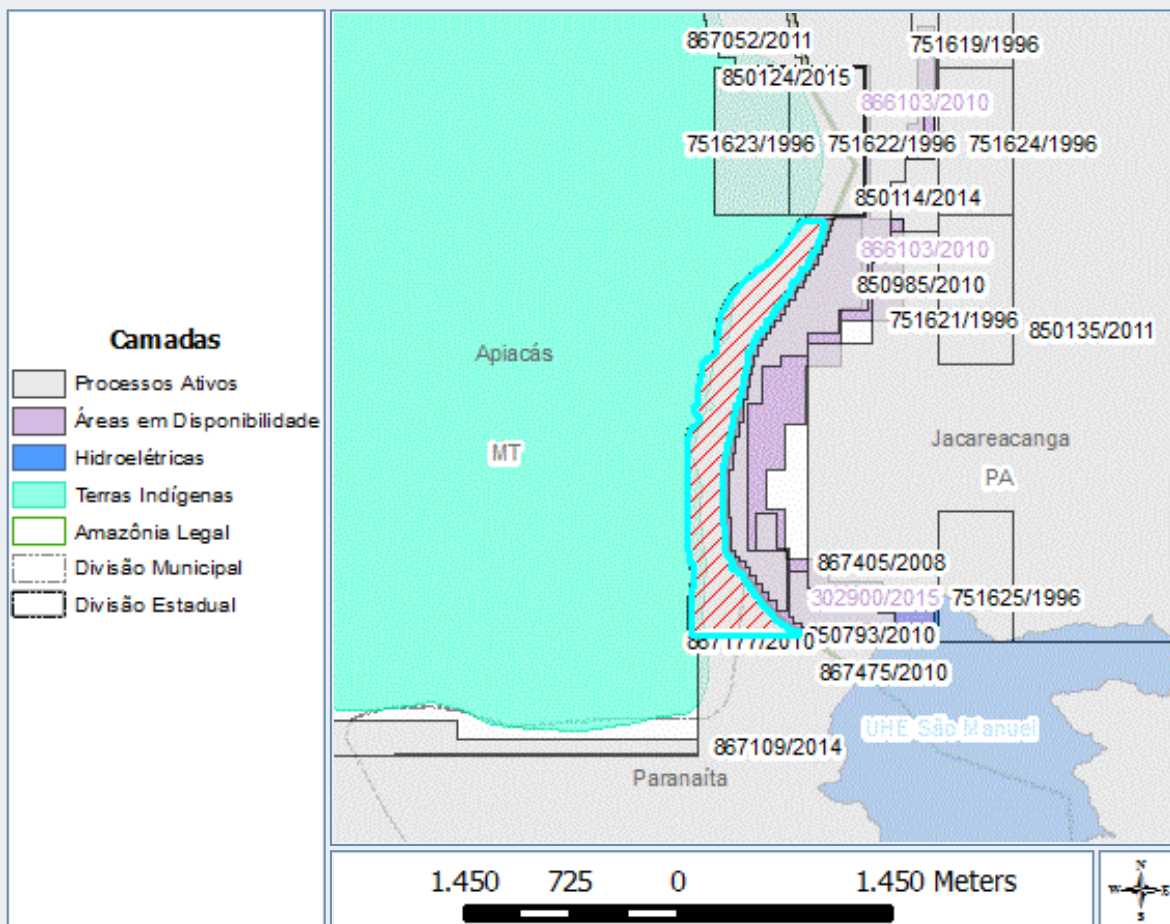 Camadas
Processos Ativos
Áreas em Disponibilidade
Hidroelétricas
Terras Indígenas
Amazônia Legal
Divisão Municipal
Divisão Estadual
867052/2011
751619/1996
850124/2015
866103/2010
751623/1996
751622/1996
751624/1996
850114/2014
866103/2010
850985/2010
751621/1996
850135/2011
Apiacás
MT
Jacareacanga
PA
867405/2008
302900/2015
751625/1996
867177/2010
850793/2010
867475/2010
UHE São Manuel
867109/2014
Paranaíta
1.450 725 0 1.450 Meters
N
W E
S